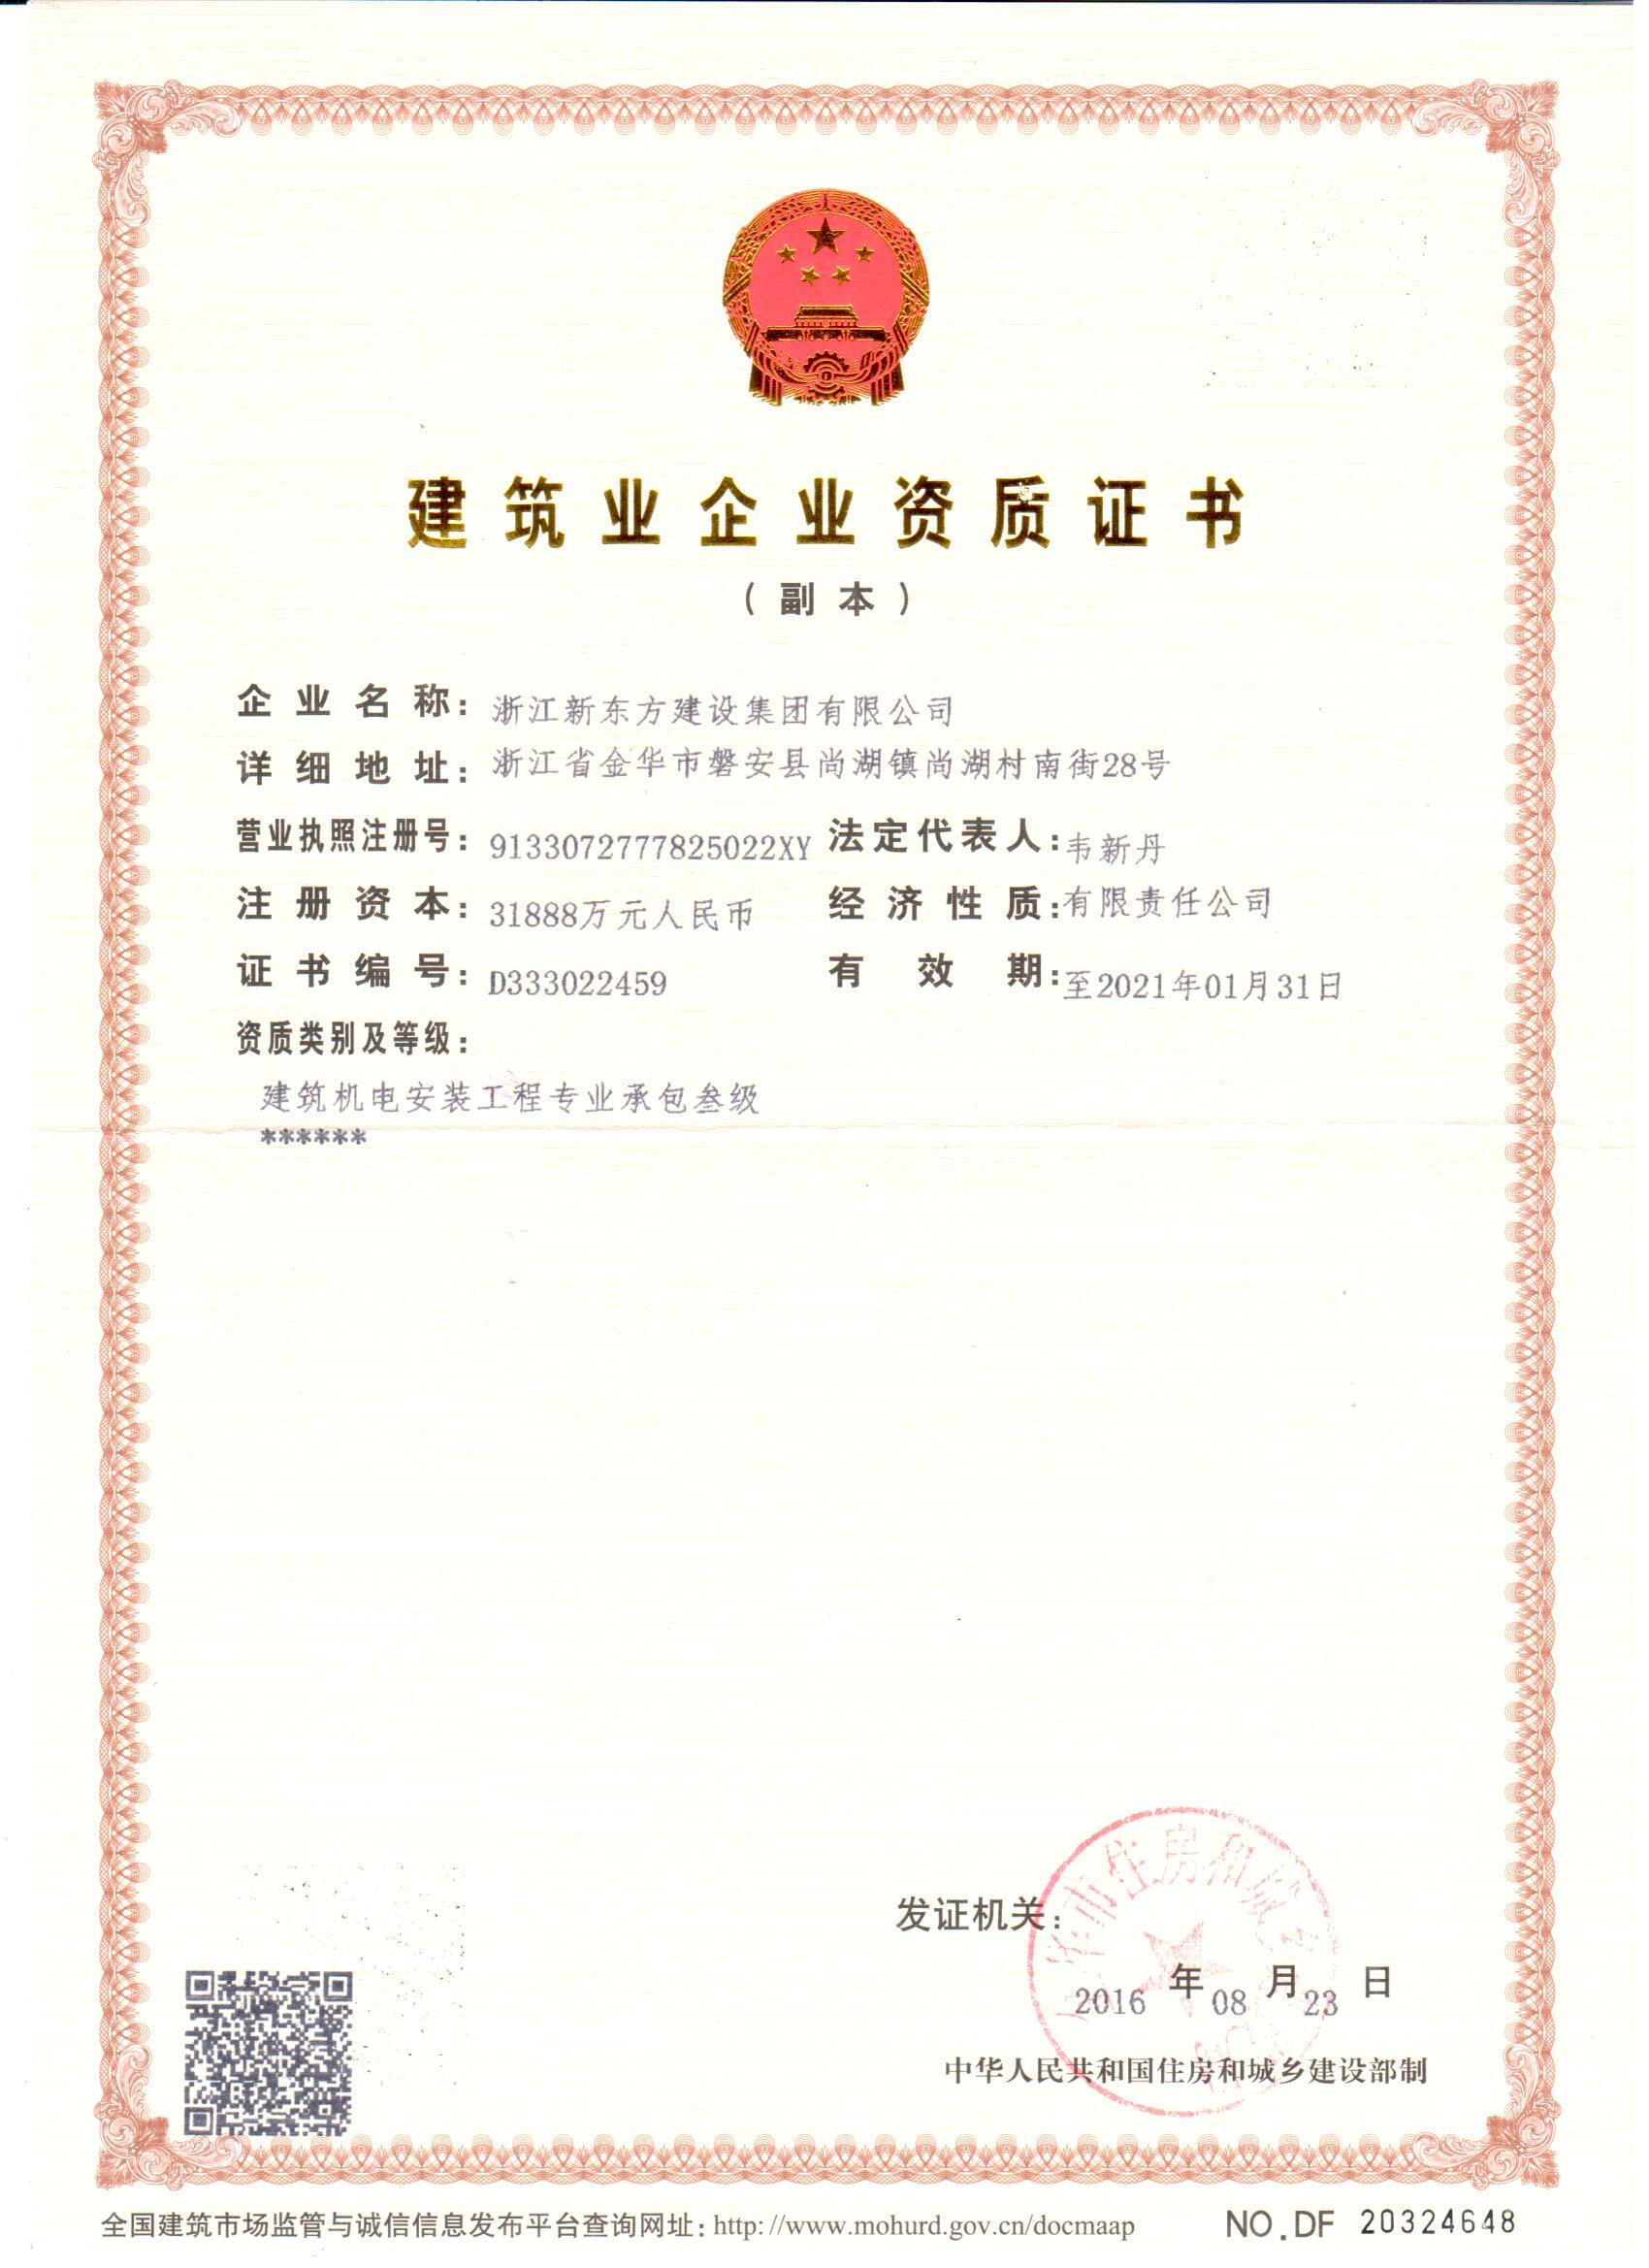 建筑业企业资质证书
（副本）
企业名称：浙江新东方建设集团有限公司
详细地址：浙江省金华市磐安县尚湖镇尚湖村南街28号
营业执照注册号：9133072777825022XY 法定代表人：韦新丹
注册资本：31888万元人民币 经济性质：有限责任公司
证书编号：D333022459 有效期：至2021年01月31日
资质类别及等级：
建筑机电安装工程专业承包叁级
******
华市住房和城乡
发证机关：
2016年08月23日
中华人民共和国住房和城乡建设部制
全国建筑市场监管与诚信信息发布平台查询网址：http://www.mohurd.gov.cn/docmaap NO.DF 20324648